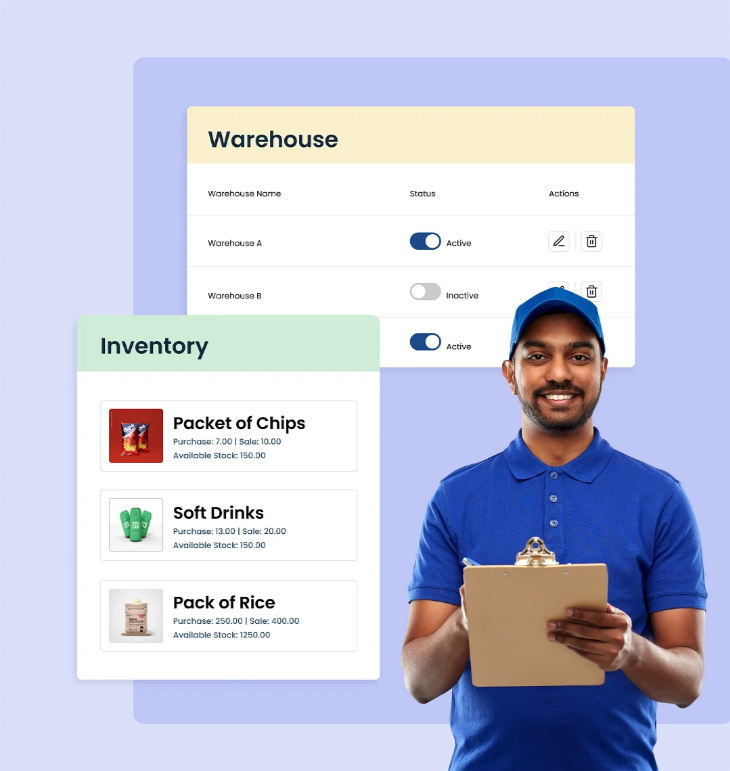 Warehouse
Warehouse Name Status Actions
Warehouse A Active
Warehouse B Inactive
Active
Inventory
Packet of Chips
Purchase: 7.00 | Sale: 10.00
Available Stock: 150.00
Soft Drinks
Purchase: 13.00 | Sale: 20.00
Available Stock: 150.00
Pack of Rice
Purchase: 250.00 | Sale: 400.00
Available Stock: 1250.00